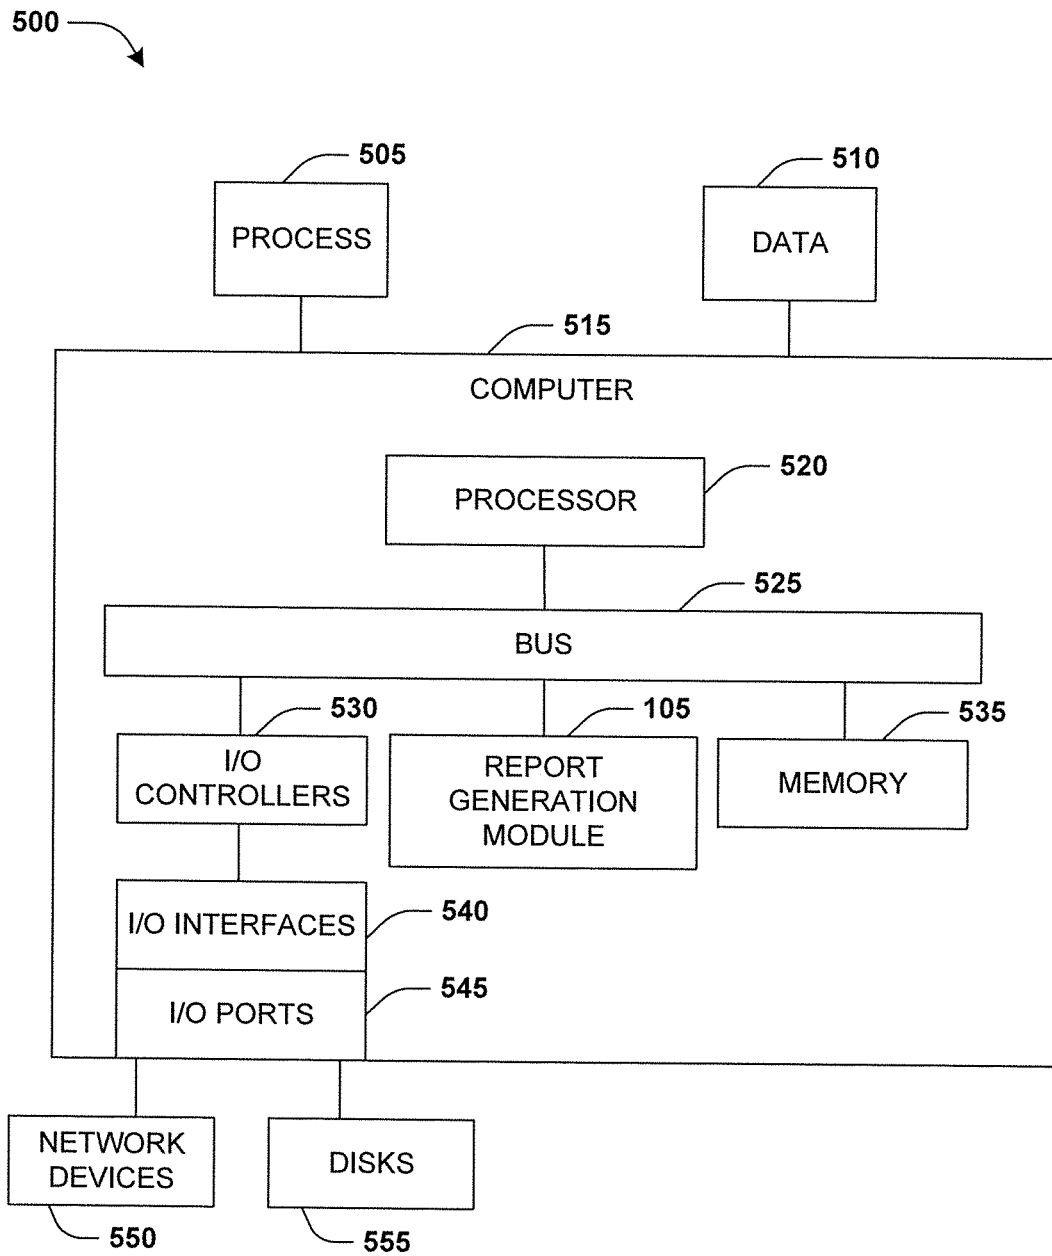 500
505
510
PROCESS
DATA
515
COMPUTER
520
PROCESSOR
525
BUS
530
105
535
I/O
CONTROLLERS
REPORT
GENERATION
MODULE
MEMORY
I/O INTERFACES
540
I/O PORTS
545
NETWORK
DEVICES
DISKS
550
555